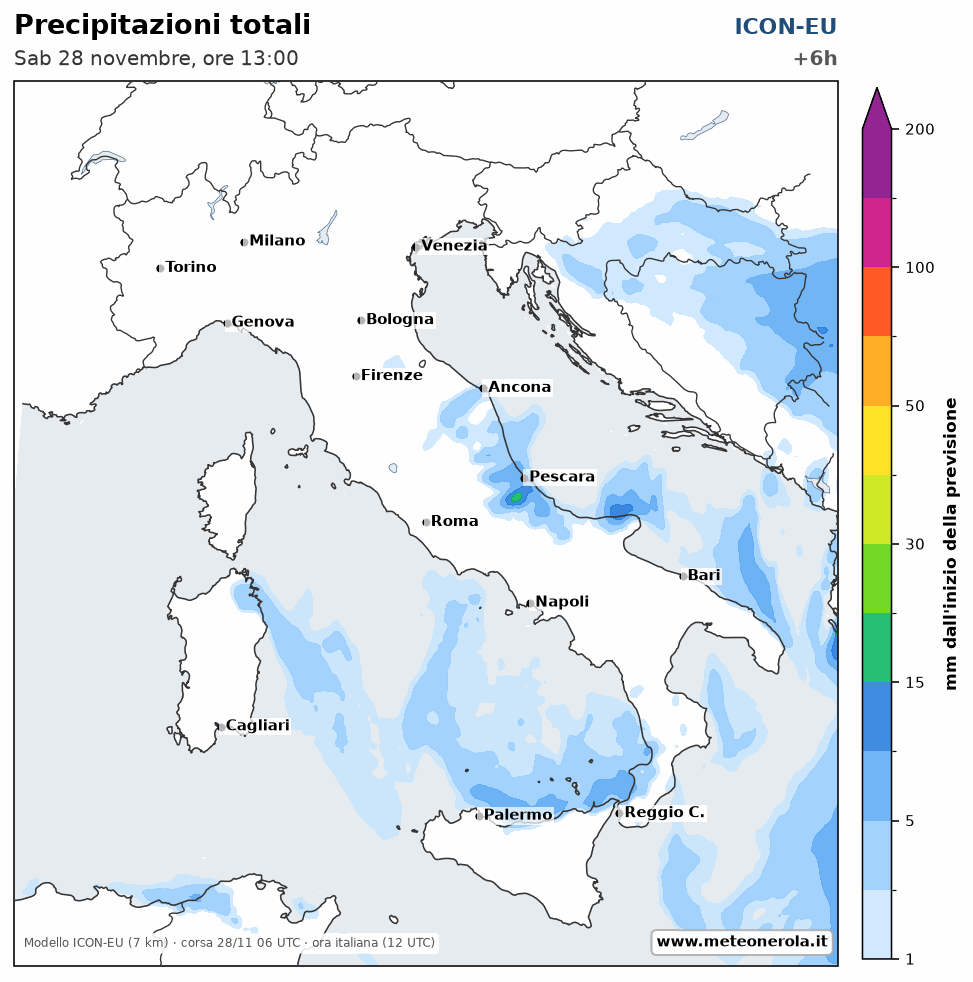 Precipitazioni totali
ICON-EU
Sab 28 novembre, ore 13:00
+6h
200
100
50
30
15
5
1
mm dall'inizio della previsione
Milano
Venezia
Torino
Genova
Bologna
Firenze
Ancona
Pescara
Roma
Bari
Napoli
Cagliari
Palermo
Reggio C.
Modello ICON-EU (7 km) · corsa 28/11 06 UTC · ora italiana (12 UTC)
www.meteonerola.it